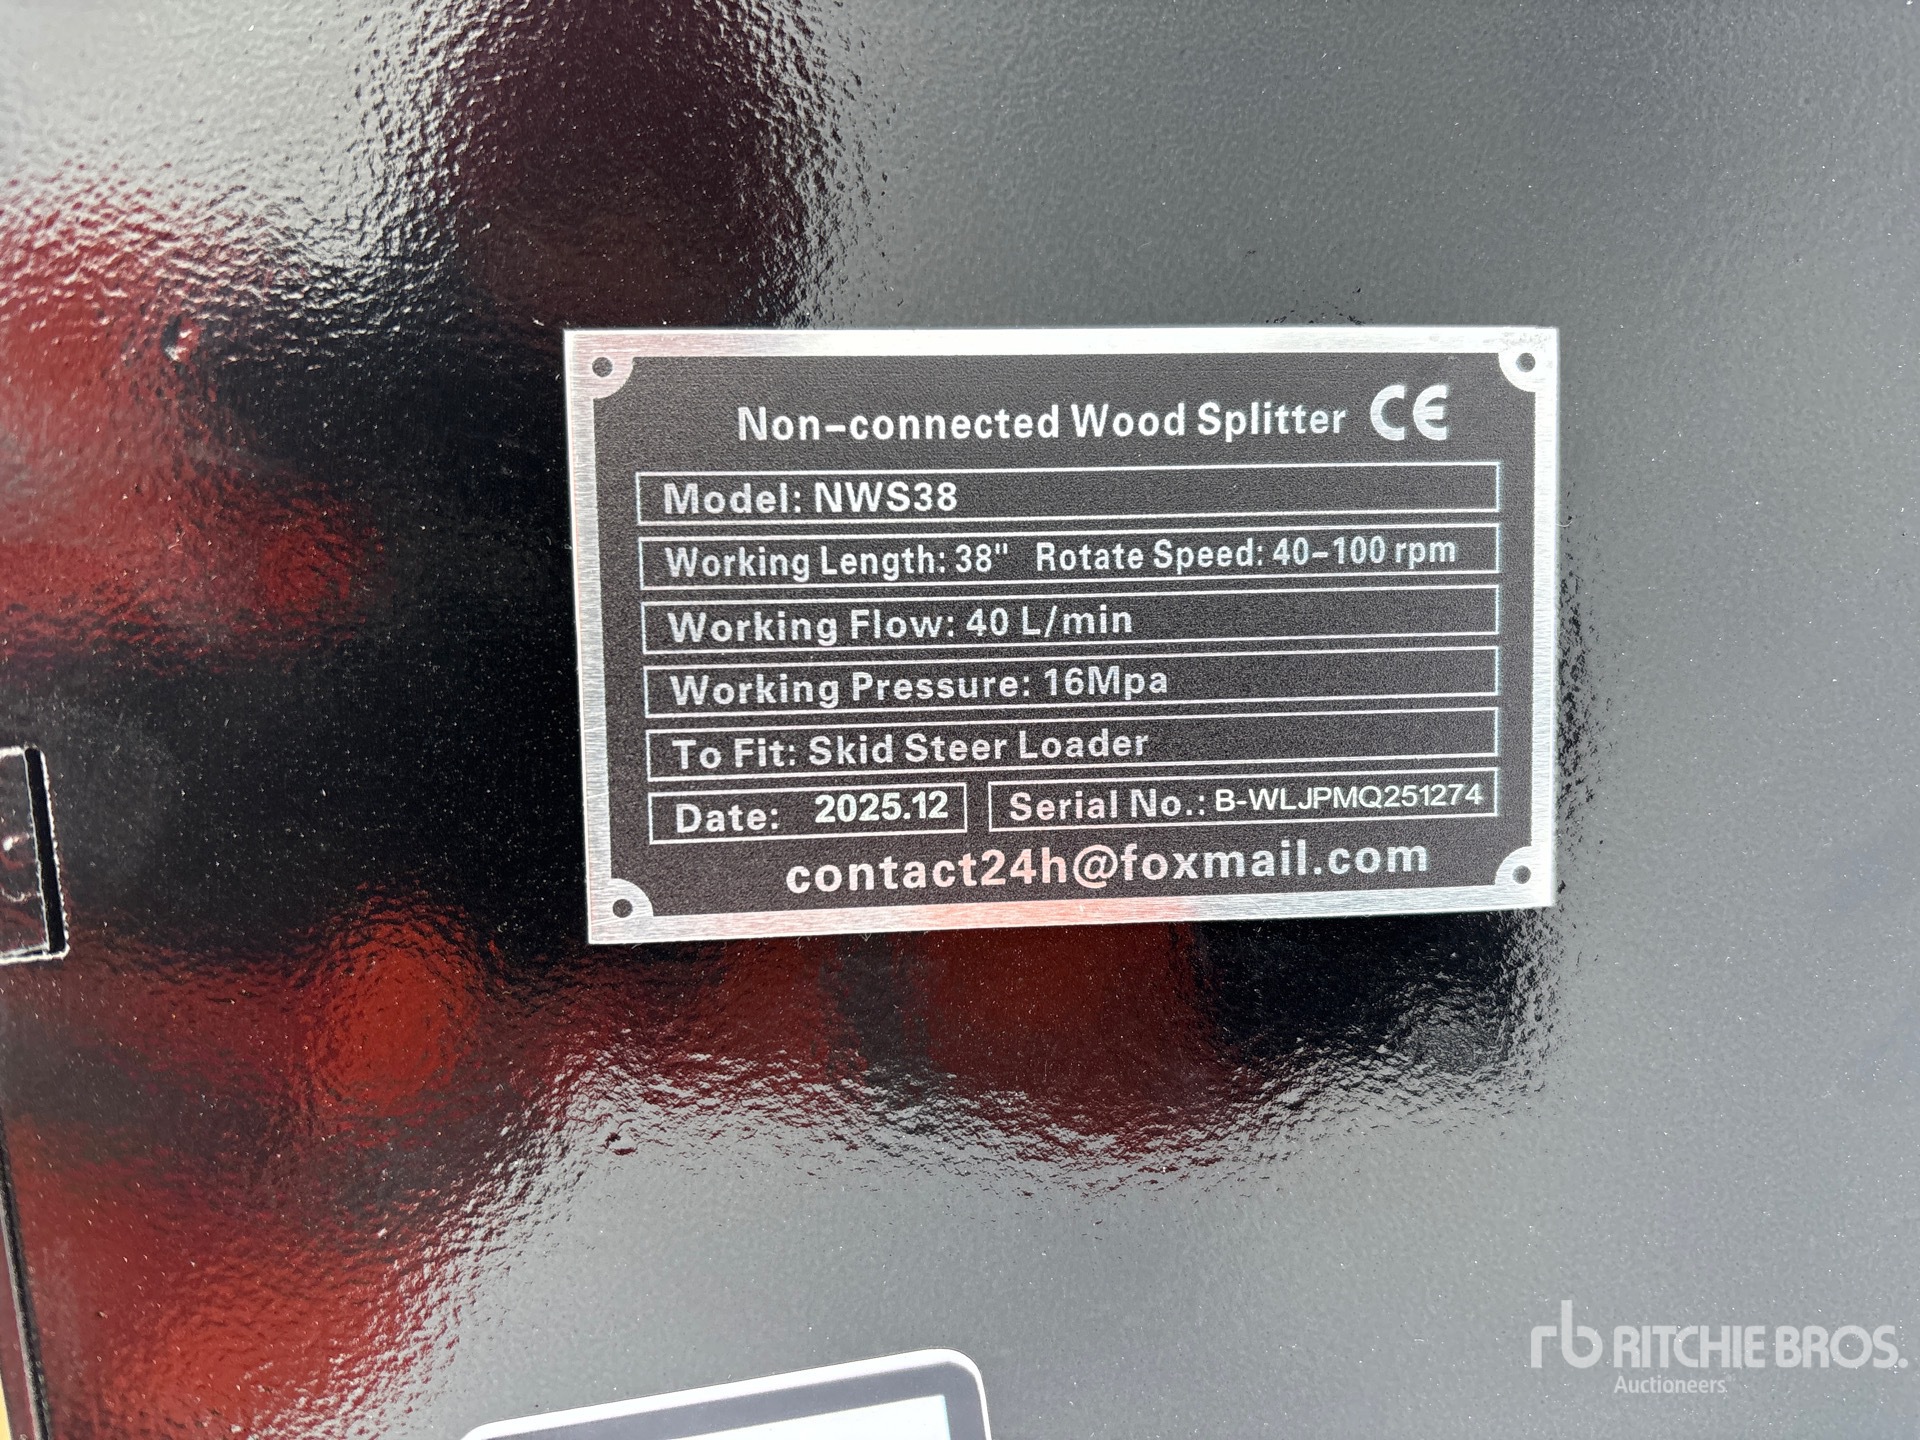 Non-connected Wood Splitter CE
Model: NWS38
Working Length: 38" Rotate Speed: 40-100 rpm
Working Flow: 40 L/min
Working Pressure: 16Mpa
To Fit: Skid Steer Loader
Date: 2025.12 Serial No.: B-WLJPMQ251274
contact24h@foxmail.com
rb RITCHIE BROS.
Auctioneers